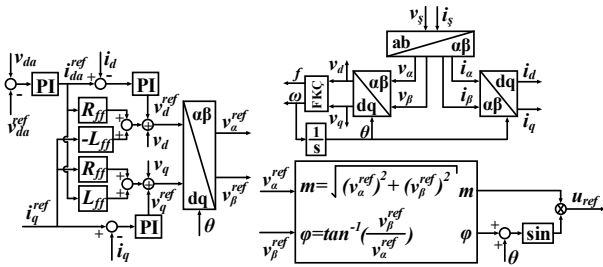 v_da
i_da^ref
i_d
PI
PI
v_da^ref
R_ff
-L_ff
R_ff
L_ff
v_d^ref
v_d
v_q
v_q^ref
PI
i_q^ref
i_q
αβ
dq
θ
v_α^ref
v_β^ref
v_ş i_ş
ab
αβ
f
ω
FKC
v_d
v_q
αβ
dq
v_α
v_β
i_α
i_β
dq
αβ
i_d
i_q
θ
1
s
v_α^ref
v_β^ref
m=√(v_α^ref)^2+(v_β^ref)^2
φ=tan^-1(v_β^ref/v_α^ref)
m
φ
θ
sin
u_ref